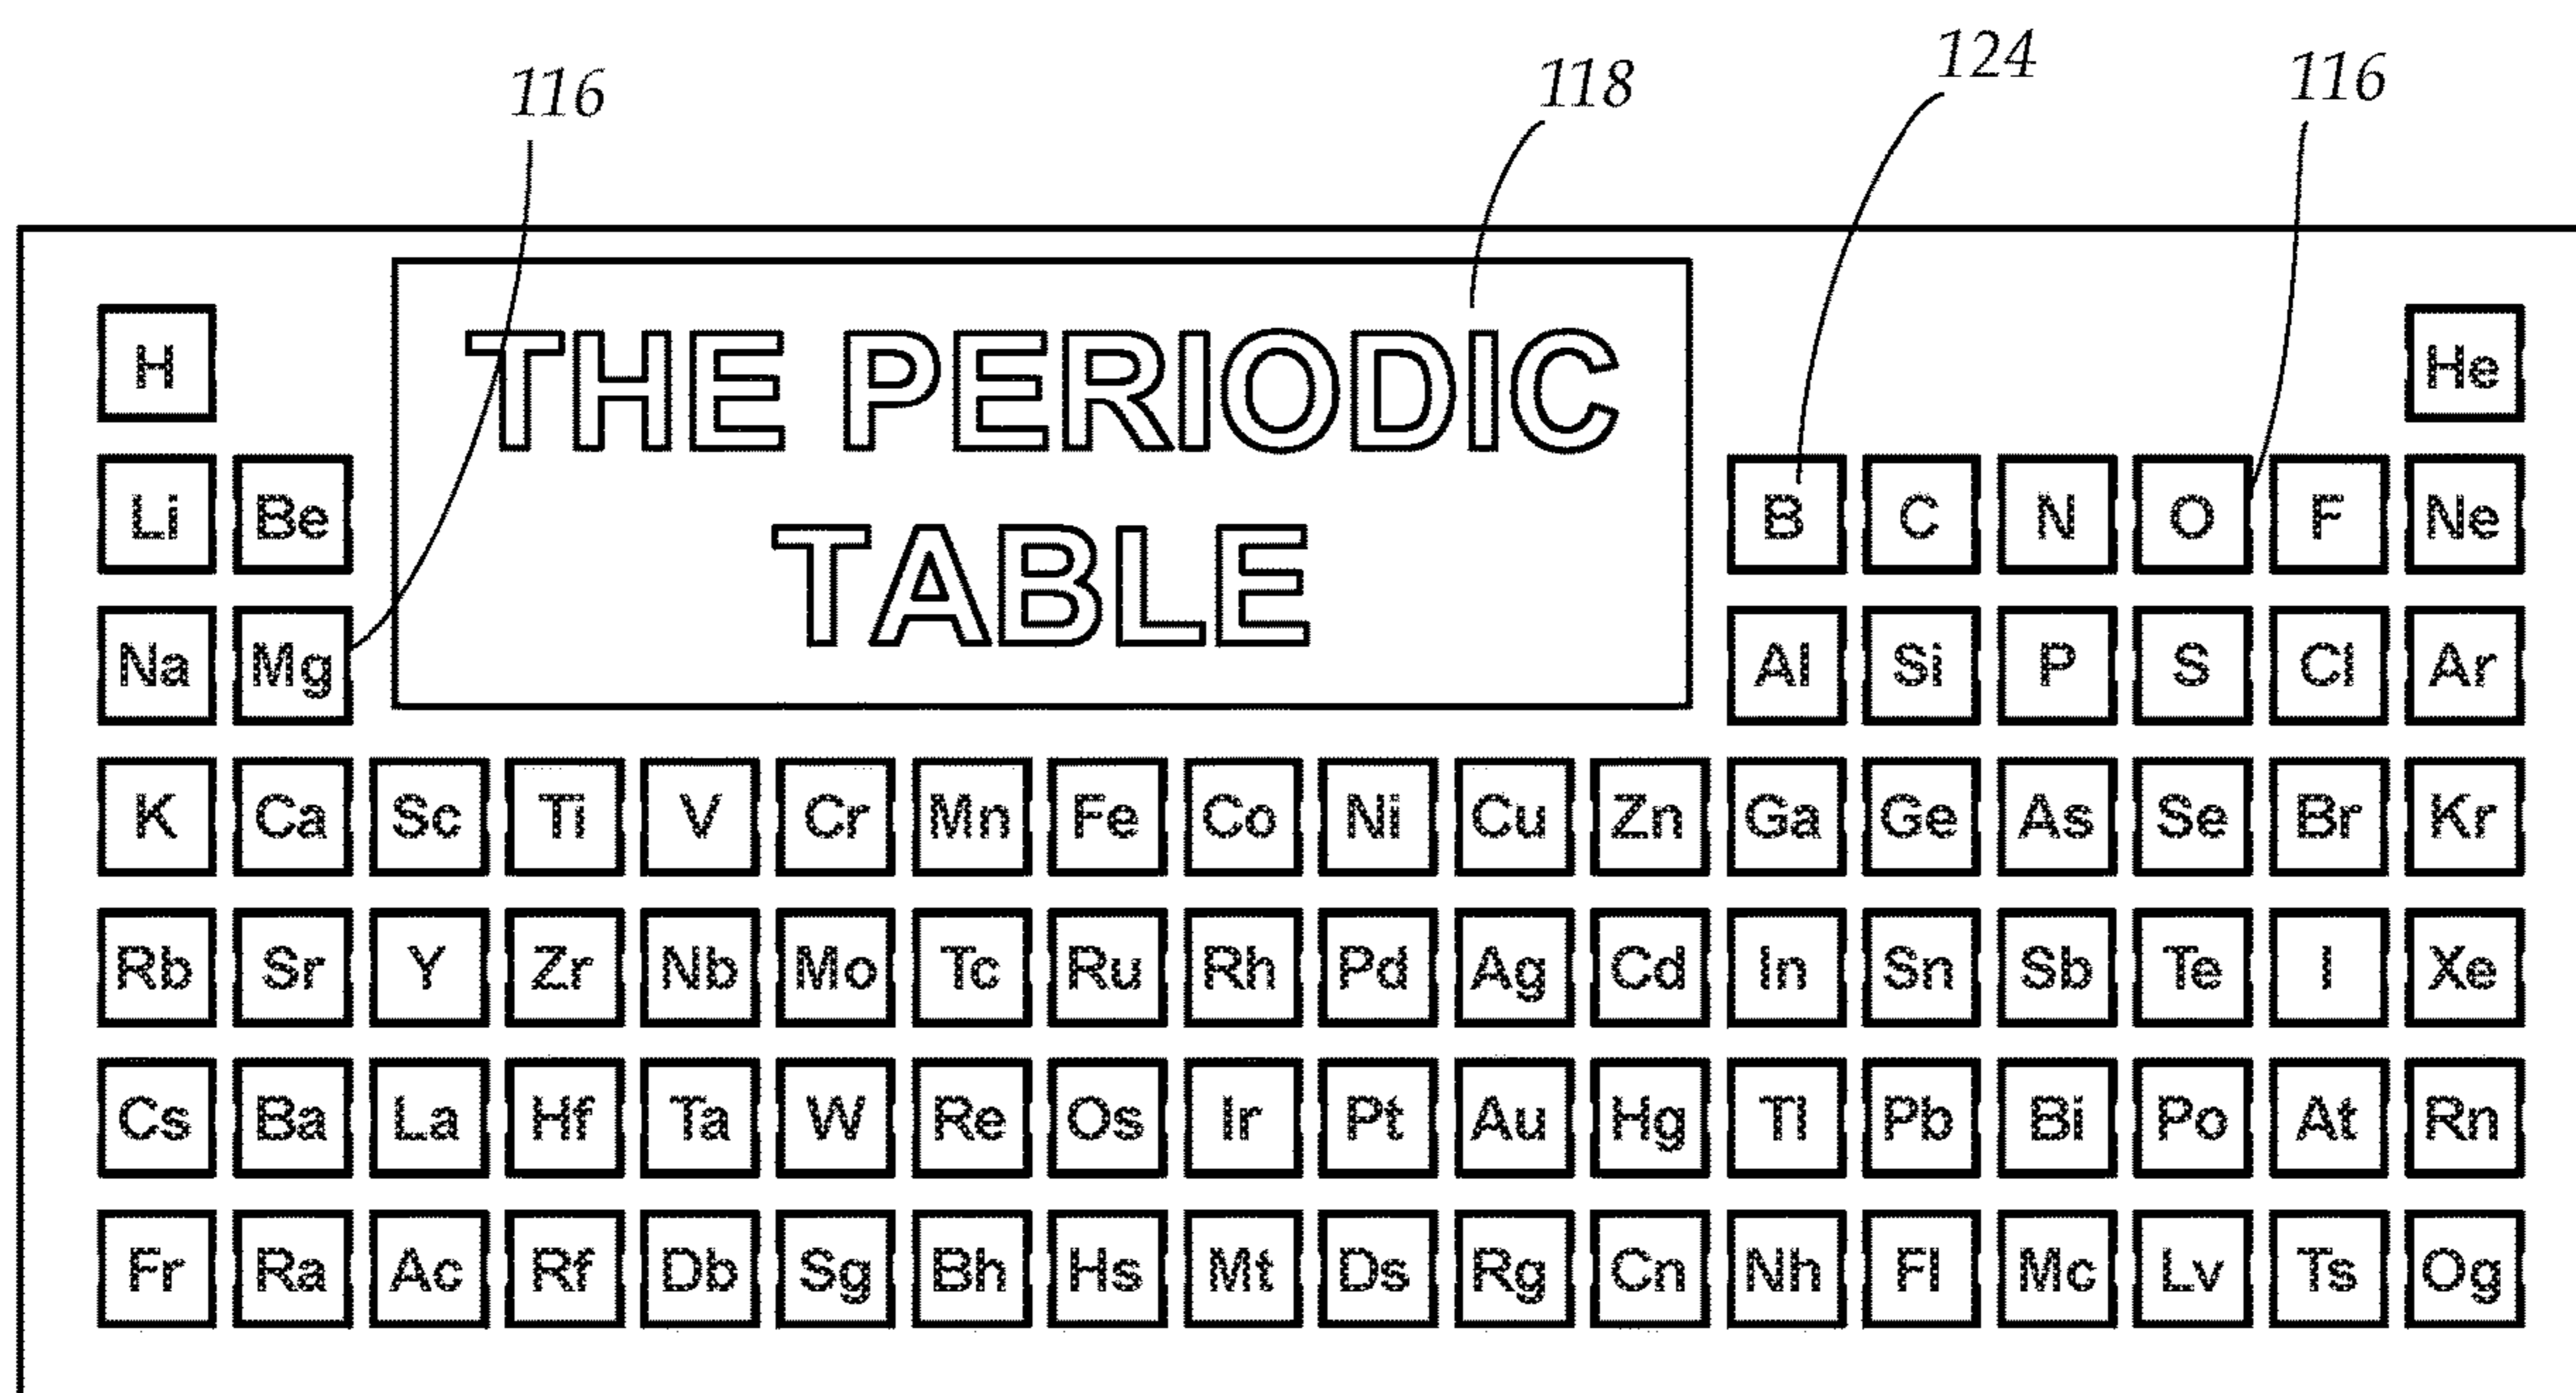 116 118 124 116
H THE PERIODIC He
Li Be TABLE B C N O F Ne
Na Mg Al Si P S Cl Ar
K Ca Sc Ti V Cr Mn Fe Co Ni Cu Zn Ga Ge As Se Br Kr
Rb Sr Y Zr Nb Mo Tc Ru Rh Pd Ag Cd In Sn Sb Te I Xe
Cs Ba La Hf Ta W Re Os Ir Pt Au Hg Tl Pb Bi Po At Rn
Fr Ra Ac Rf Db Sg Bh Hs Mt Ds Rg Cn Nh Fl Mc Lv Ts Og